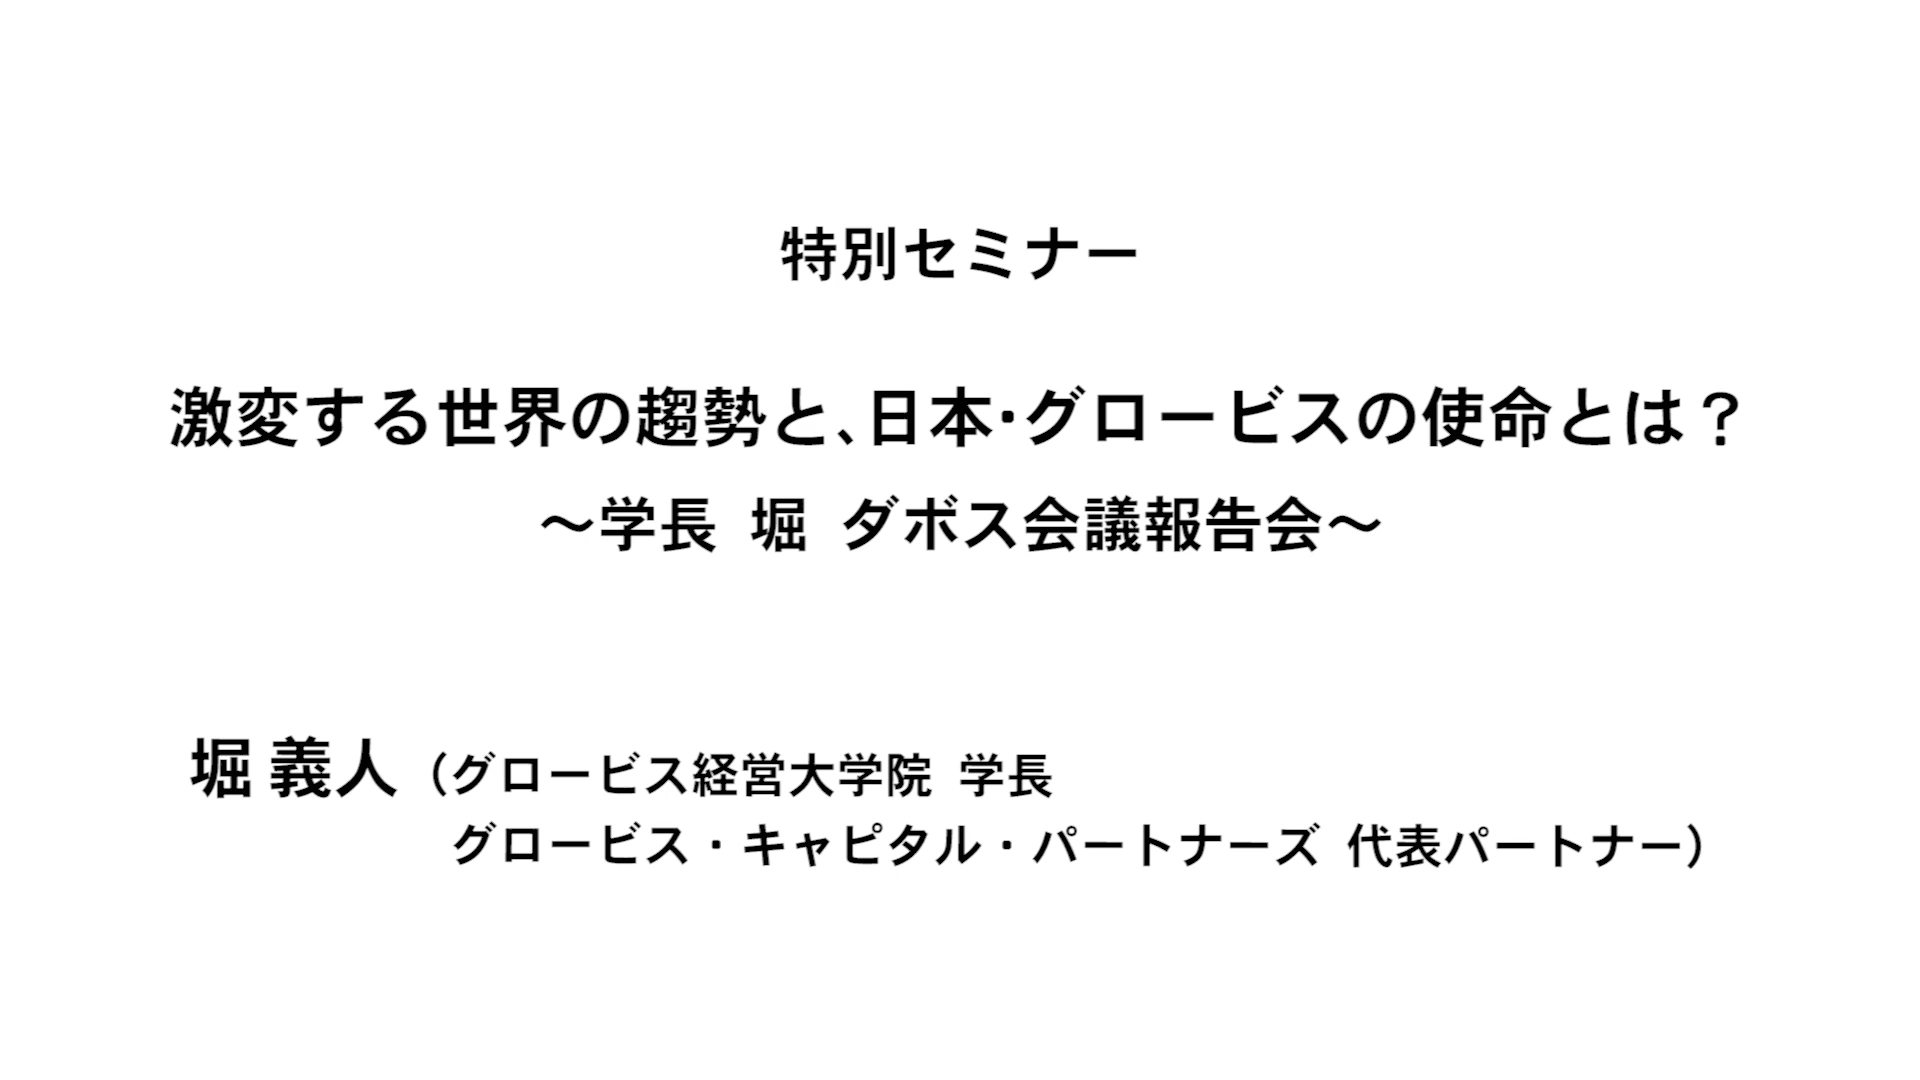 特別セミナー
激変する世界の趨勢と、日本・グロービスの使命とは？
～学長 堀 ダボス会議報告会～
堀 義人（グロービス経営大学院 学長
グロービス・キャピタル・パートナーズ 代表パートナー）